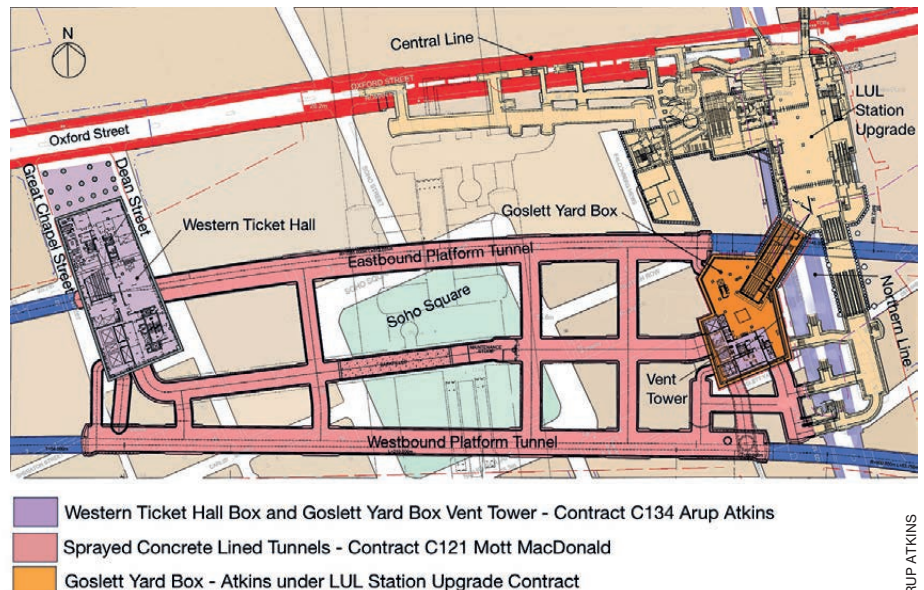 N
Central Line
OXFORD STREET
LUL
Station
Upgrade
Oxford Street
Great Chapel Street
Dean Street
Goslett Yard Box
Western Ticket Hall
Eastbound Platform Tunnel
SOHO SQUARE
Soho Square
Northern Line
Vent
Tower
Westbound Platform Tunnel
Western Ticket Hall Box and Goslett Yard Box Vent Tower - Contract C134 Arup Atkins
Sprayed Concrete Lined Tunnels - Contract C121 Mott MacDonald
Goslett Yard Box - Atkins under LUL Station Upgrade Contract
RUP ATKINS